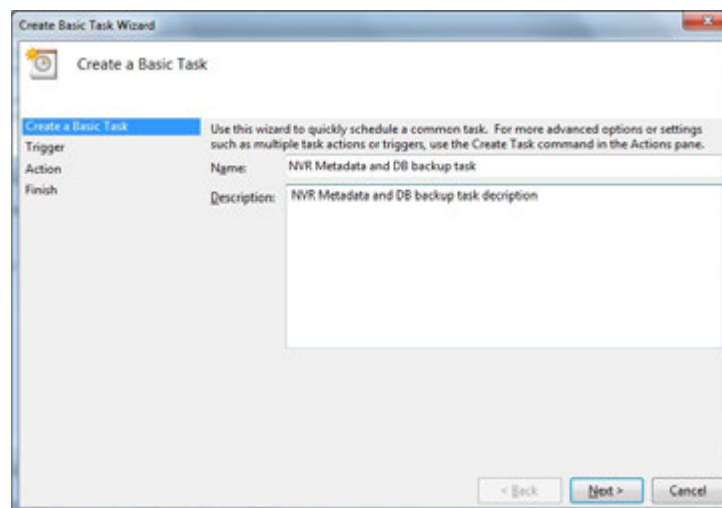 Create Basic Task Wizard
Create a Basic Task
Create a Basic Task
Trigger
Action
Finish
Use this wizard to quickly schedule a common task. For more advanced options or settings
such as multiple task actions or triggers, use the Create Task command in the Actions pane.
Name: NVR Metadata and DB backup task
Description: NVR Metadata and DB backup task decription
< Back Next > Cancel